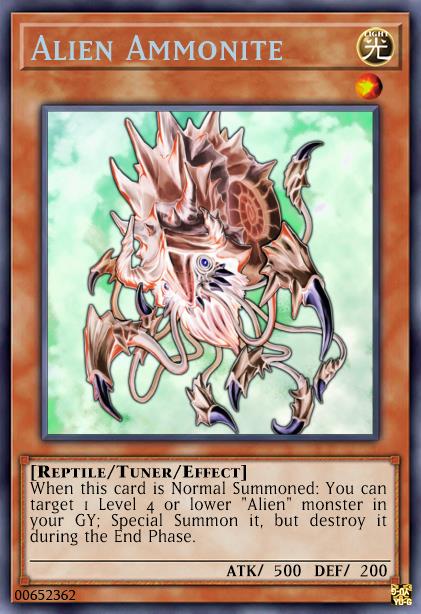 ALIEN AMMONITE
LIGHT
光
[REPTILE/TUNER/EFFECT]
When this card is Normal Summoned: You can
target 1 Level 4 or lower "Alien" monster in
your GY; Special Summon it, but destroy it
during the End Phase.
ATK/ 500 DEF/ 200
00652362